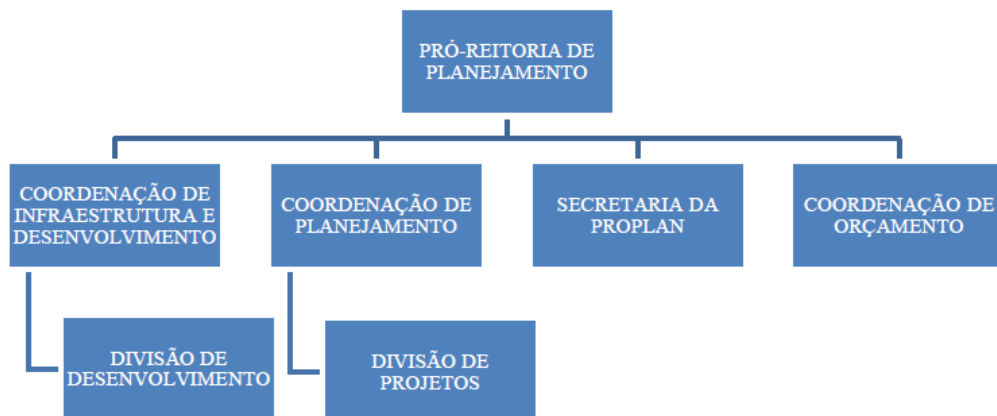 PRÓ-REITORIA DE
PLANEJAMENTO
COORDENAÇÃO DE
INFRAESTRUTURA E
DESENVOLVIMENTO
COORDENAÇÃO DE
PLANEJAMENTO
SECRETARIA DA
PROPLAN
COORDENAÇÃO DE
ORÇAMENTO
DIVISÃO DE
DESENVOLVIMENTO
DIVISÃO DE
PROJETOS